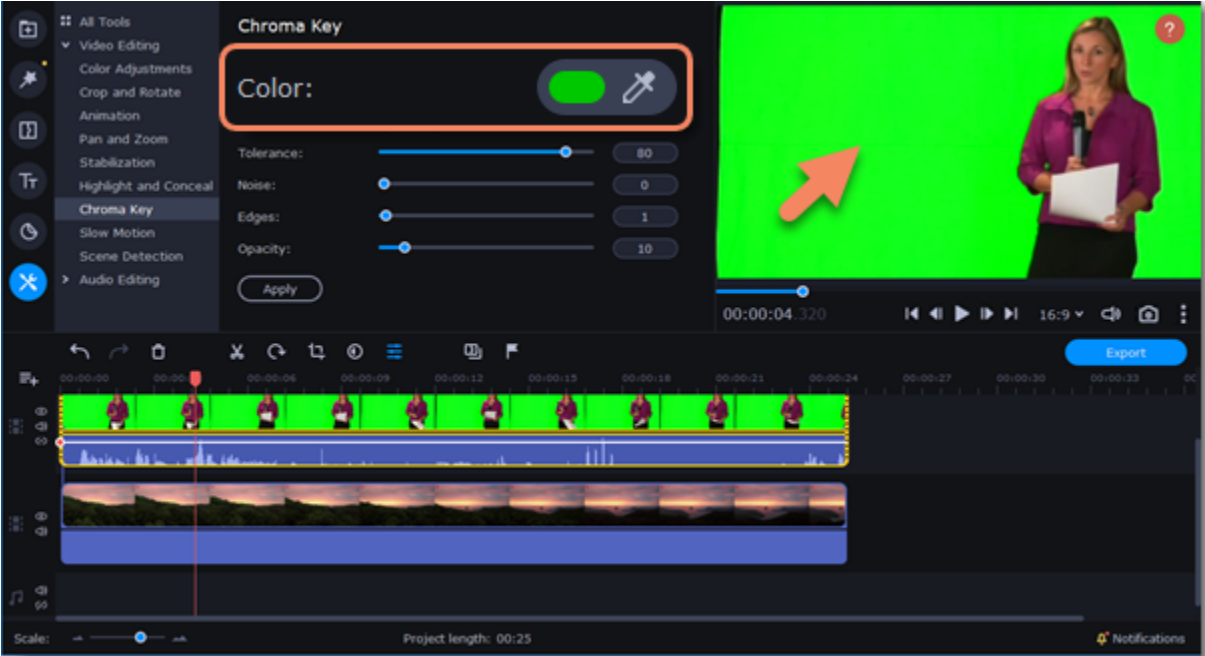 All Tools
Video Editing
Color Adjustments
Crop and Rotate
Animation
Pan and Zoom
Stabilization
Highlight and Conceal
Chroma Key
Slow Motion
Scene Detection
Audio Editing
Chroma Key
Color:
Tolerance: 80
Noise: 0
Edges: 1
Opacity: 10
Apply
?
00:00:04.320
16:9
Export
00:00:00 00:00: 00:00:06 00:00:09 00:00:12 00:00:15 00:00:18 00:00:21 00:00:24 00:00:27 00:00:30 00:00:33
Scale:
Project length: 00:25
Notifications